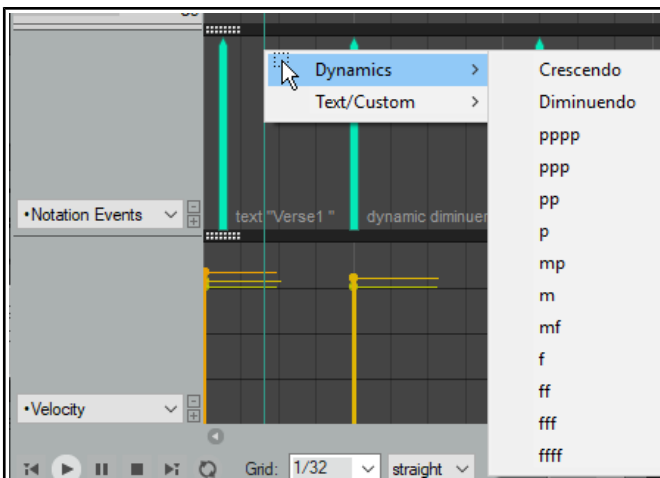 Dynamics >
Text/Custom >
Crescendo
Diminuendo
pppp
ppp
pp
p
mp
m
mf
f
ff
fff
ffff
•Notation Events
text "Verse1 " dynamic diminuen
•Velocity
Grid: 1/32 straight